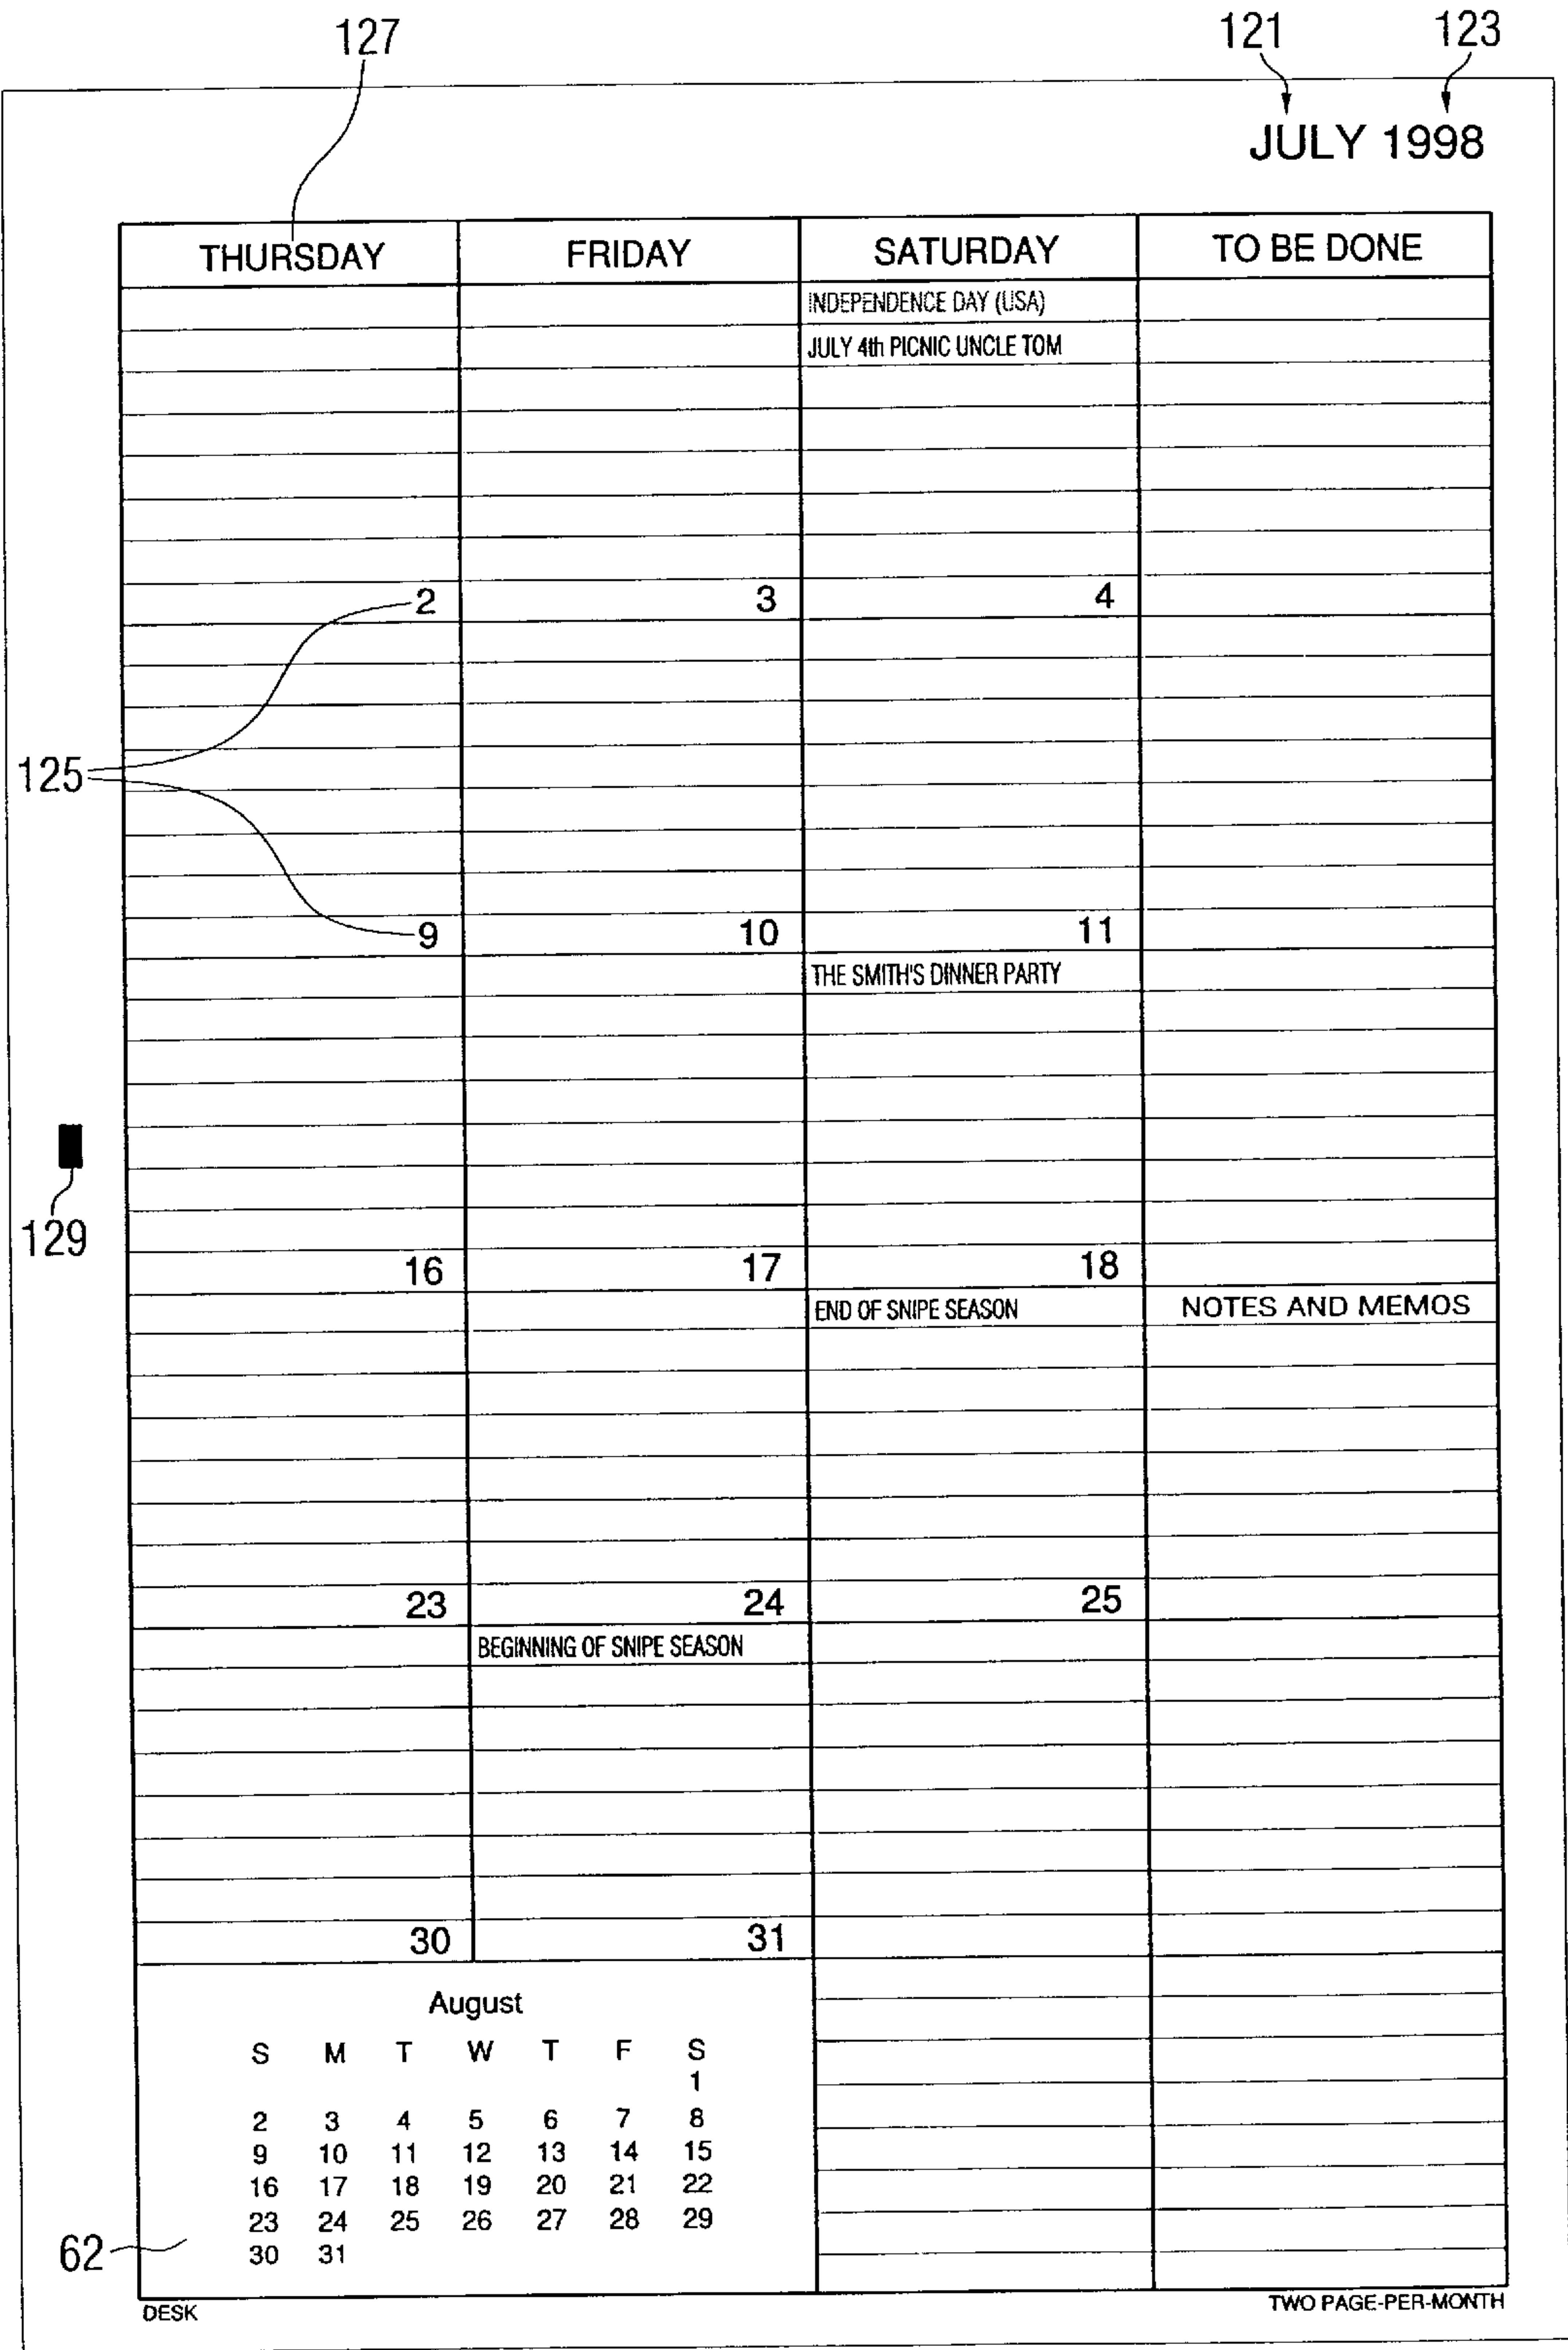 127 121 123
JULY 1998
THURSDAY FRIDAY SATURDAY TO BE DONE
INDEPENDENCE DAY (USA)
JULY 4th PICNIC UNCLE TOM
2 3 4
125
9 10 11
THE SMITH'S DINNER PARTY
129
16 17 18
END OF SNIPE SEASON NOTES AND MEMOS
23 24 25
BEGINNING OF SNIPE SEASON
30 31
August
S M T W T F S
1
2 3 4 5 6 7 8
9 10 11 12 13 14 15
16 17 18 19 20 21 22
23 24 25 26 27 28 29
62
30 31
DESK TWO PAGE-PER-MONTH